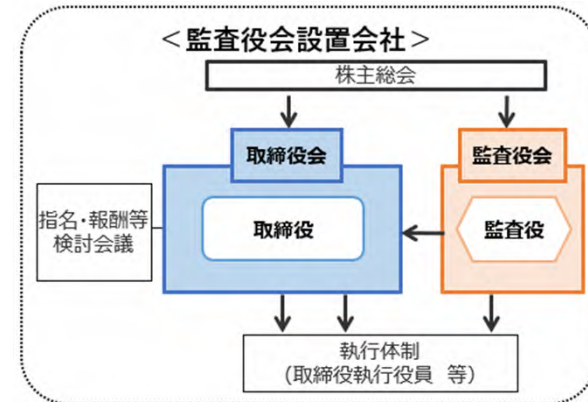 ＜監査役会設置会社＞
株主総会
取締役会
監査役会
指名・報酬等
検討会議
取締役
監査役
執行体制
(取締役執行役員 等)